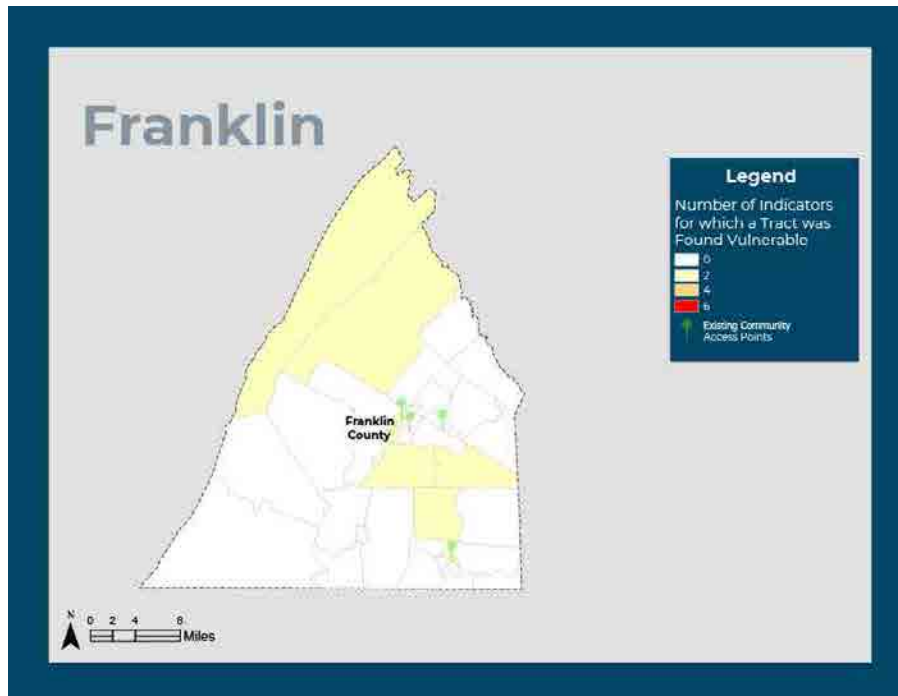 Franklin
Legend
Number of Indicators
for which a Tract was
Found Vulnerable
0
2
4
6
Existing Community
Access Points
Franklin
County
N
0 2 4 8
Miles